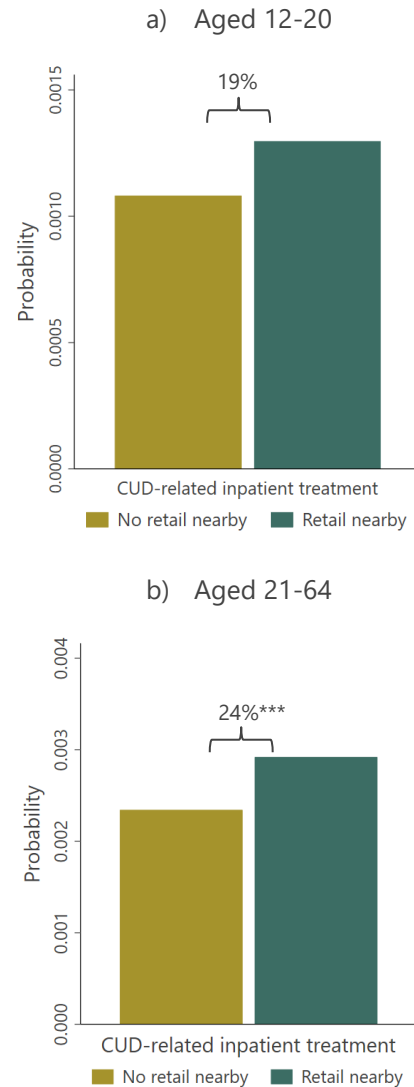 a) Aged 12-20
19%
0.0015
0.0010
0.0005
0.0000
Probability
CUD-related inpatient treatment
No retail nearby Retail nearby
b) Aged 21-64
24%***
0.004
0.003
0.002
0.001
0.000
Probability
CUD-related inpatient treatment
No retail nearby Retail nearby